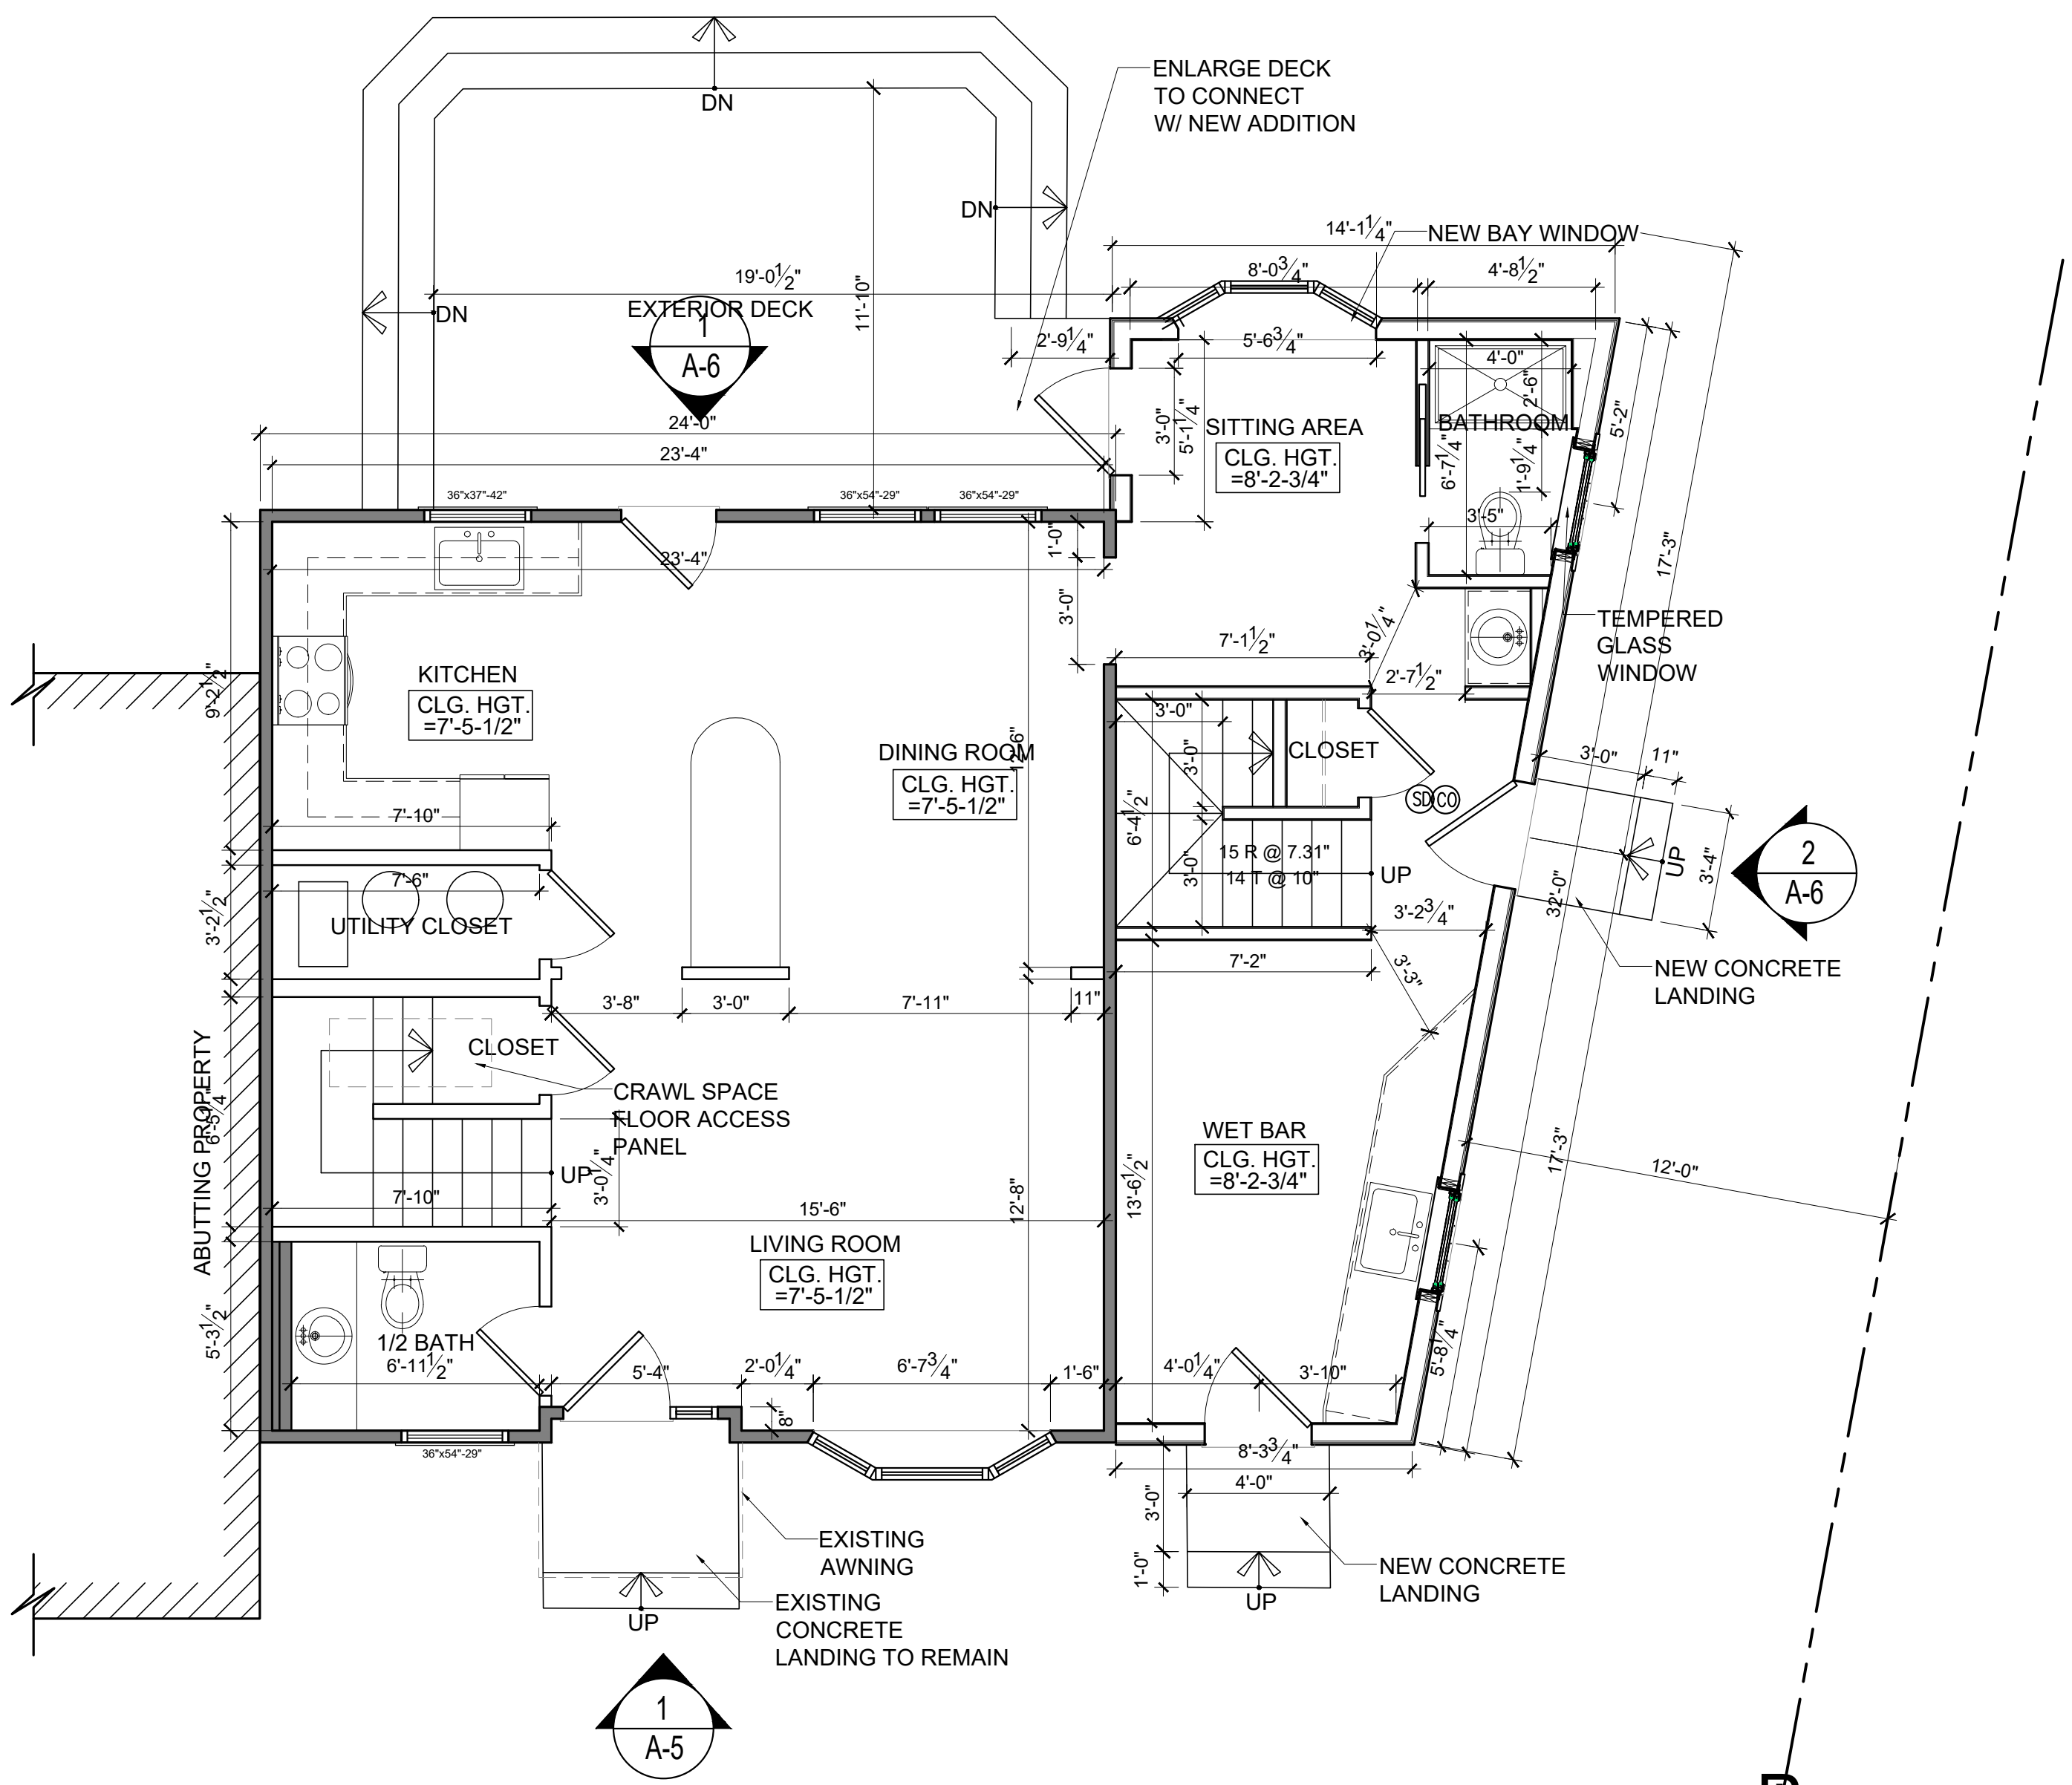 ENLARGE DECK
TO CONNECT
W/ NEW ADDITION
DN
DN
DN
14'-1 1/4"
NEW BAY WINDOW
19'-0 1/2"
8'-0 3/4"
4'-8 1/2"
EXTERIOR DECK
11'-10"
1
A-6
2'-9 1/4"
5'-6 3/4"
4'-0"
2'-6"
5'-2"
24'-0"
3'-0"
5'-1 1/4"
SITTING AREA
CLG. HGT.
=8'-2-3/4"
BATHROOM
23'-4"
6'-7 1/4"
1'-9 1/4"
36"x37"-42"
36"x54"-29"
36"x54"-29"
3'-5"
1'-0"
23'-4"
17'-3"
3'-0"
3'-0 1/4"
TEMPERED
GLASS
WINDOW
7'-1 1/2"
2'-7 1/2"
9'-2 1/2"
KITCHEN
CLG. HGT.
=7'-5-1/2"
DINING ROOM
CLG. HGT.
=7'-5-1/2"
12'-6"
3'-0"
3'-0"
CLOSET
3'-0"
11"
SD
CO
6'-4 1/2"
7'-10"
15 R @ 7.31"
14 T @ 10"
3'-0"
UP
UP
3'-4"
2
A-6
7'-6"
3'-2 1/2"
UTILITY CLOSET
3'-2 3/4"
32'-0"
7'-2"
3'-3"
NEW CONCRETE
LANDING
3'-8"
3'-0"
7'-11"
11"
CLOSET
ABUTTING PROPERTY
6'-5 1/4"
CRAWL SPACE
FLOOR ACCESS
PANEL
UP
3'-0 1/4"
WET BAR
CLG. HGT.
=8'-2-3/4"
17'-3"
12'-0"
7'-10"
15'-6"
12'-8"
13'-6 1/2"
LIVING ROOM
CLG. HGT.
=7'-5-1/2"
5'-3 1/2"
1/2 BATH
6'-11 1/2"
5'-4"
2'-0 1/4"
6'-7 3/4"
1'-6"
4'-0 1/4"
3'-10"
5'-8 1/4"
8"
36"x54"-29"
8'-3 3/4"
4'-0"
3'-0"
EXISTING
AWNING
NEW CONCRETE
LANDING
1'-0"
UP
EXISTING
CONCRETE
LANDING TO REMAIN
UP
1
A-5